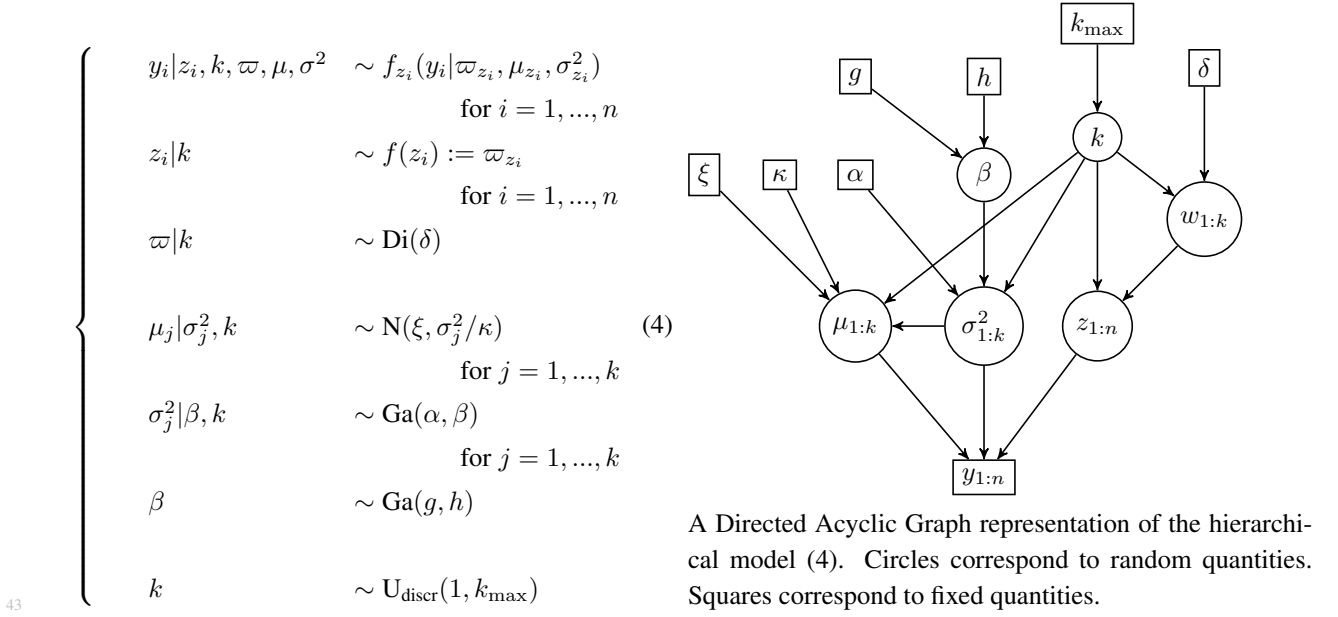 y_i|z_i, k, ϖ, μ, σ² ∼ f_{z_i}(y_i|ϖ_{z_i}, μ_{z_i}, σ²_{z_i})
for i = 1, ..., n
z_i|k ∼ f(z_i) := ϖ_{z_i}
for i = 1, ..., n
ϖ|k ∼ Di(δ)
μ_j|σ²_j, k ∼ N(ξ, σ²_j/κ) (4)
for j = 1, ..., k
σ²_j|β, k ∼ Ga(α, β)
for j = 1, ..., k
β ∼ Ga(g, h)
k ∼ U_discr(1, k_max)
43
k_max
g
h
δ
k
ξ
κ
α
β
w_{1:k}
μ_{1:k}
σ²_{1:k}
z_{1:n}
y_{1:n}
A Directed Acyclic Graph representation of the hierarchi-
cal model (4). Circles correspond to random quantities.
Squares correspond to fixed quantities.